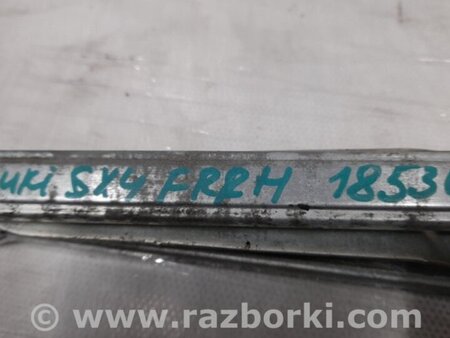 uki SX4 FRRH 1853
www.razborki.com